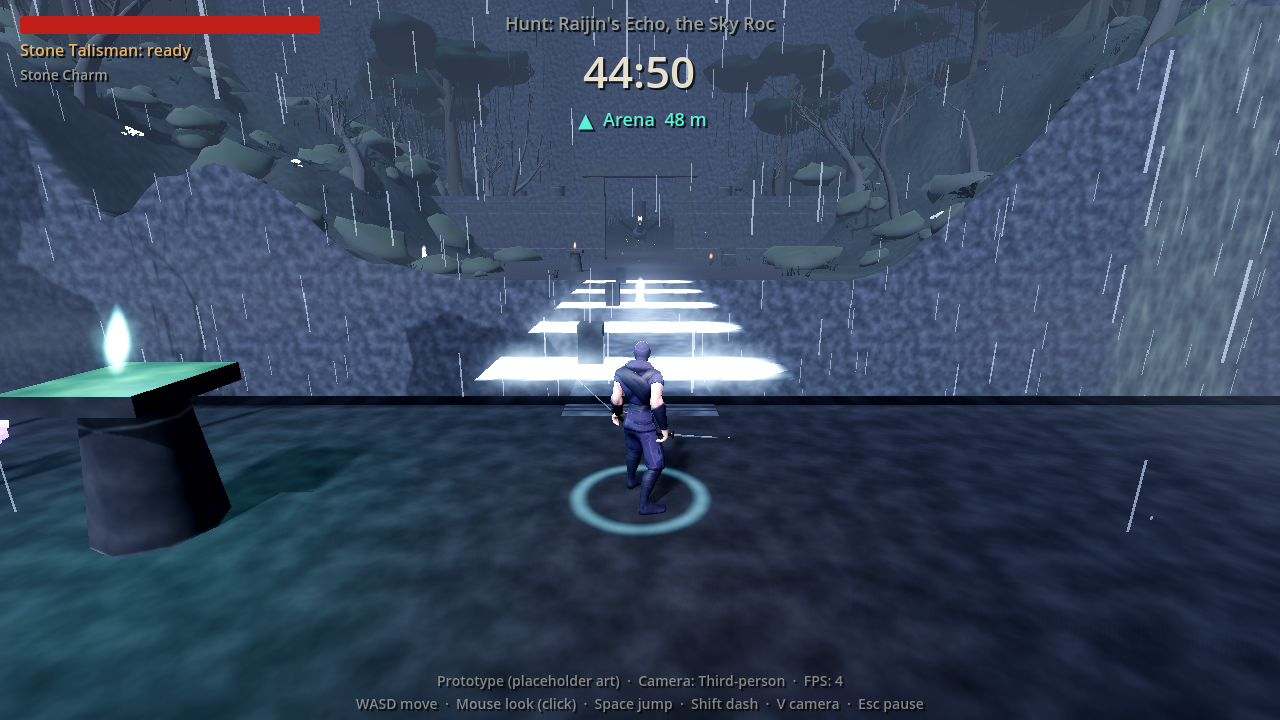 Hunt: Raijin's Echo, the Sky Roc
Stone Talisman: ready
Stone Charm
44:50
▲ Arena 48 m
Prototype (placeholder art) · Camera: Third-person · FPS: 4
WASD move · Mouse look (click) · Space jump · Shift dash · V camera · Esc pause